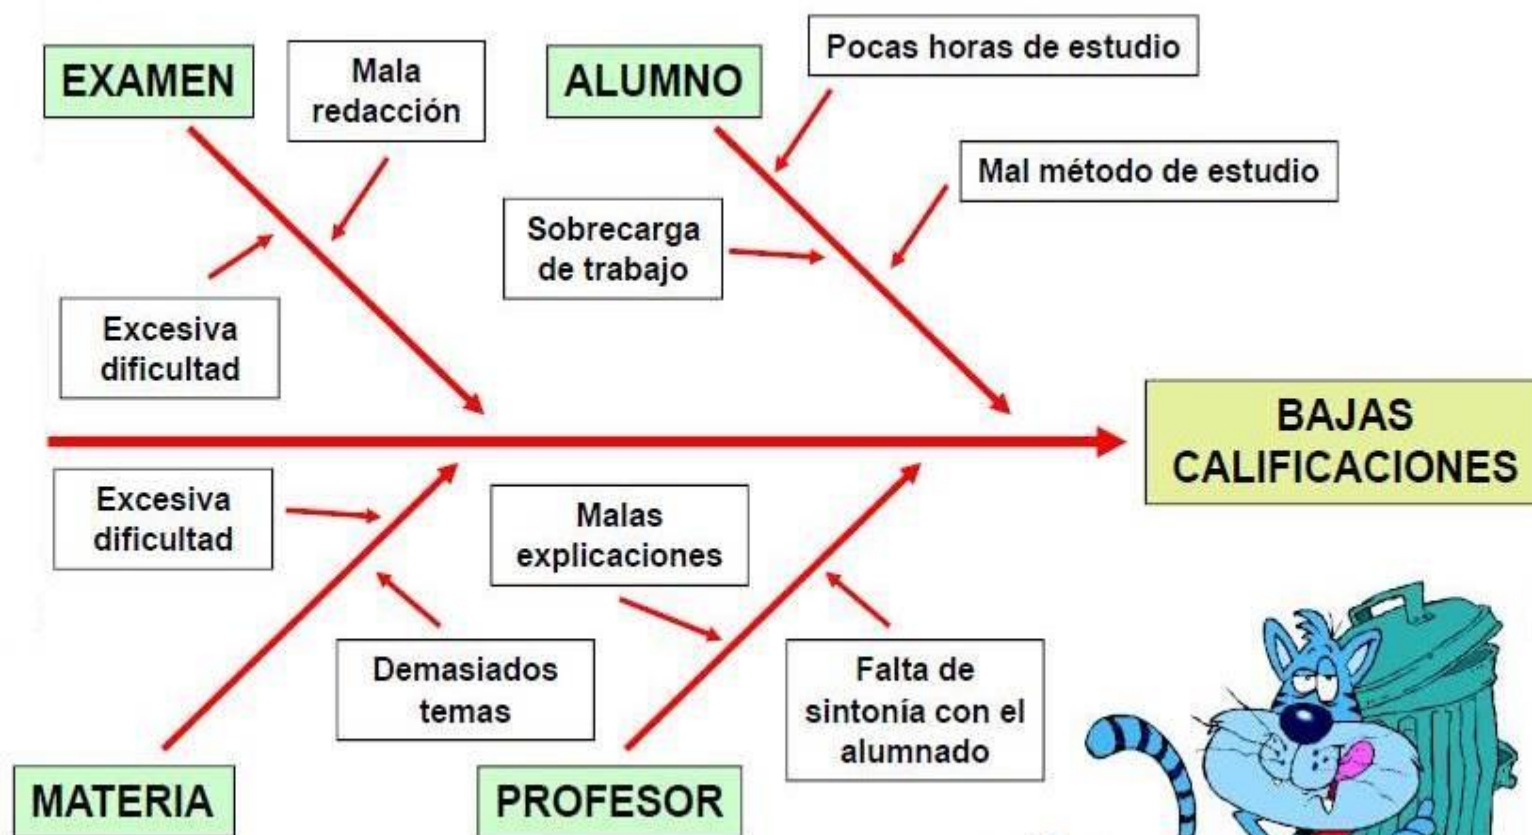 EXAMEN
Mala
redacción
ALUMNO
Pocas horas de estudio
Mal método de estudio
Sobrecarga
de trabajo
Excesiva
dificultad
BAJAS
CALIFICACIONES
Excesiva
dificultad
Malas
explicaciones
Demasiados
temas
Falta de
sintonía con el
alumnado
MATERIA
PROFESOR